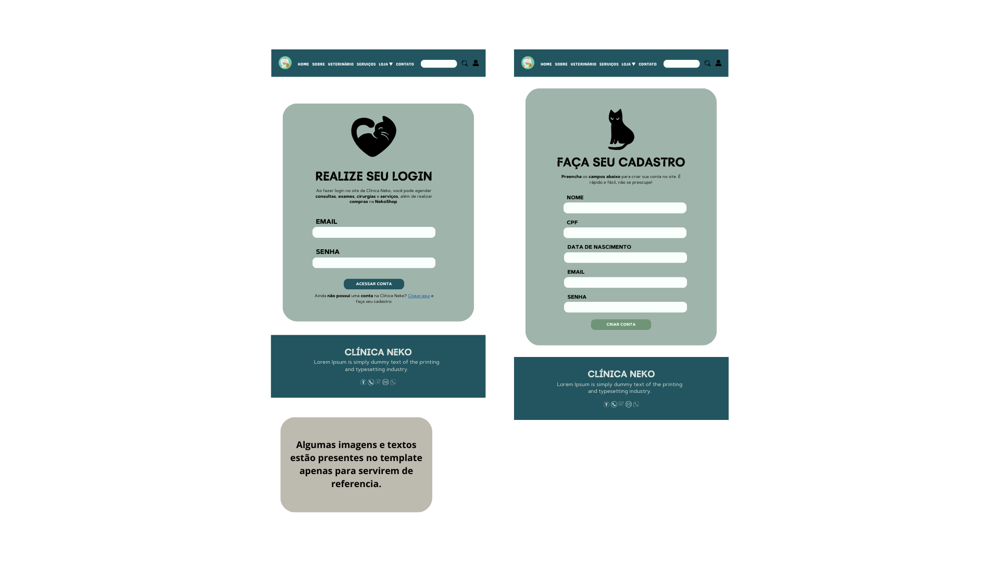 HOME SOBRE VETERINÁRIO SERVIÇOS LOJA ▼ CONTATO
REALIZE SEU LOGIN
Ao fazer login no site da Clínica Neko, você pode agendar
consultas, exames, cirurgias e serviços, além de realizar
compras na NekoShop.
EMAIL
SENHA
ACESSAR CONTA
Ainda não possui uma conta na Clínica Neko? Clique aqui e
faça seu cadastro.
CLÍNICA NEKO
Lorem Ipsum is simply dummy text of the printing
and typesetting industry.
Algumas imagens e textos
estão presentes no template
apenas para servirem de
referencia.
HOME SOBRE VETERINÁRIO SERVIÇOS LOJA ▼ CONTATO
FAÇA SEU CADASTRO
Preencha os campos abaixo para criar sua conta no site. É
rápido e fácil, não se preocupe!
NOME
CPF
DATA DE NASCIMENTO
EMAIL
SENHA
CRIAR CONTA
CLÍNICA NEKO
Lorem Ipsum is simply dummy text of the printing
and typesetting industry.